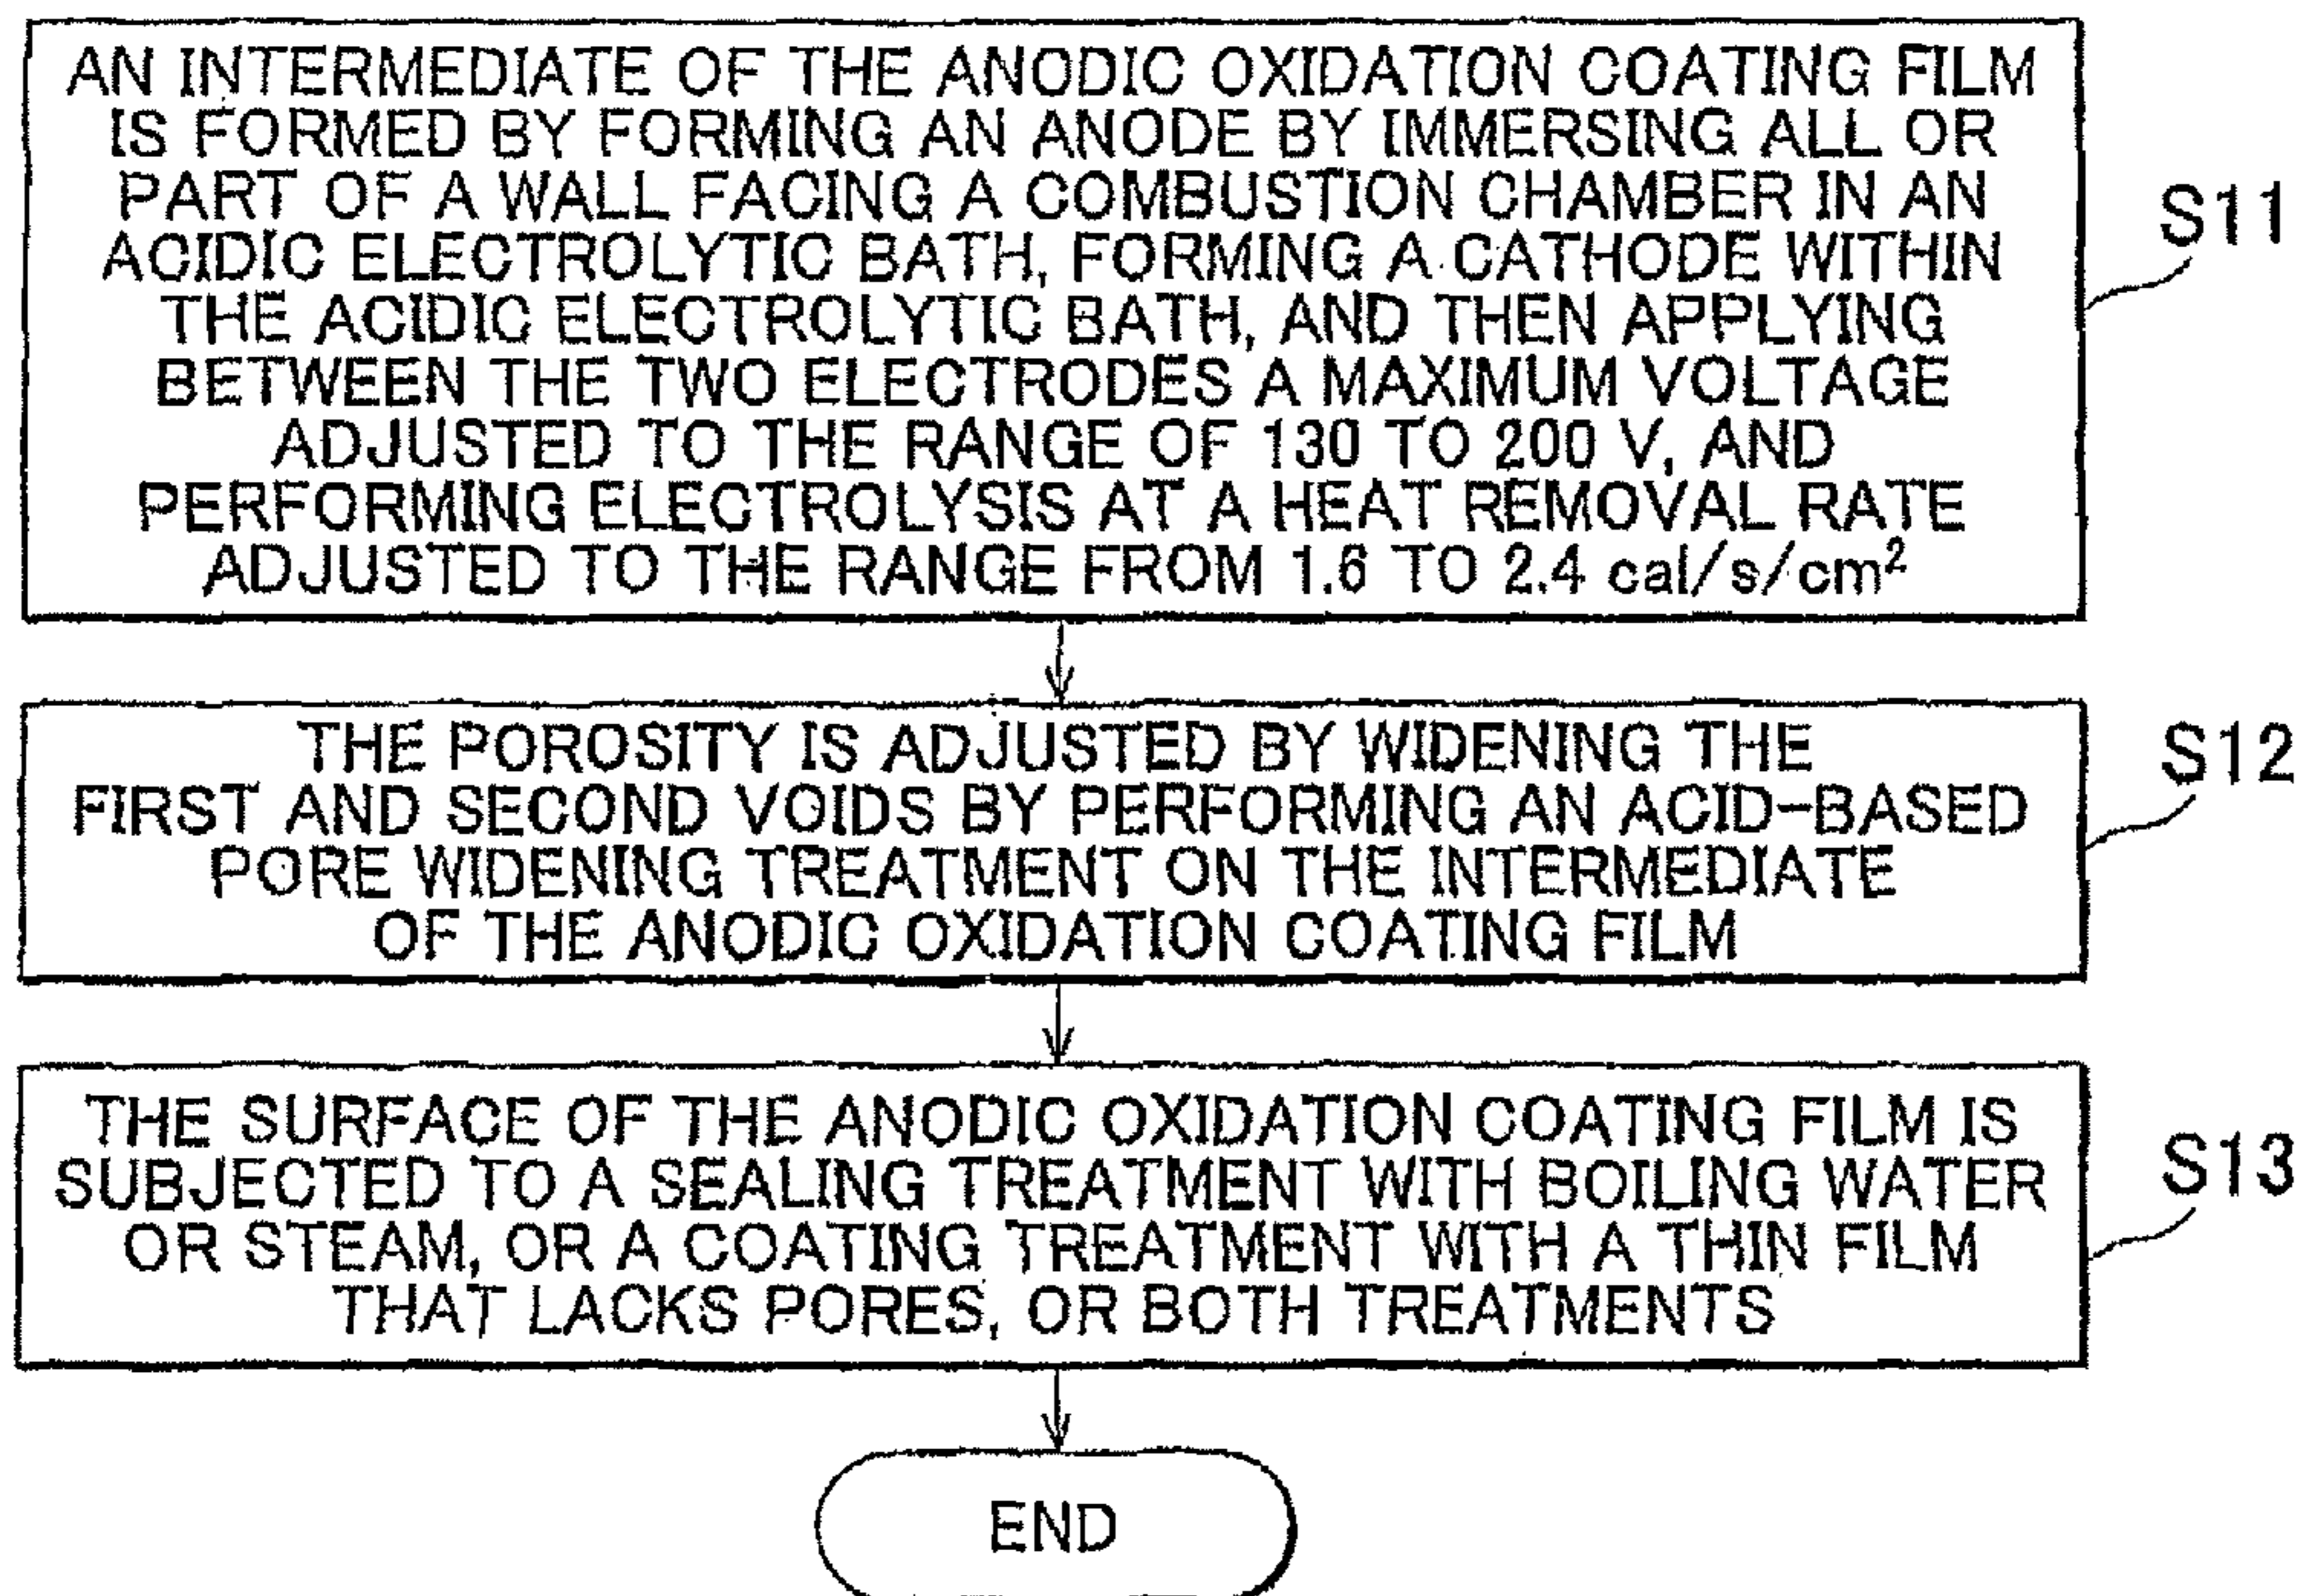 AN INTERMEDIATE OF THE ANODIC OXIDATION COATING FILM
IS FORMED BY FORMING AN ANODE BY IMMERSING ALL OR
PART OF A WALL FACING A COMBUSTION CHAMBER IN AN
ACIDIC ELECTROLYTIC BATH, FORMING A CATHODE WITHIN
THE ACIDIC ELECTROLYTIC BATH, AND THEN APPLYING
BETWEEN THE TWO ELECTRODES A MAXIMUM VOLTAGE
ADJUSTED TO THE RANGE OF 130 TO 200 V, AND
PERFORMING ELECTROLYSIS AT A HEAT REMOVAL RATE
ADJUSTED TO THE RANGE FROM 1.6 TO 2.4 cal/s/cm²
S11
THE POROSITY IS ADJUSTED BY WIDENING THE
FIRST AND SECOND VOIDS BY PERFORMING AN ACID-BASED
PORE WIDENING TREATMENT ON THE INTERMEDIATE
OF THE ANODIC OXIDATION COATING FILM
S12
THE SURFACE OF THE ANODIC OXIDATION COATING FILM IS
SUBJECTED TO A SEALING TREATMENT WITH BOILING WATER
OR STEAM, OR A COATING TREATMENT WITH A THIN FILM
THAT LACKS PORES, OR BOTH TREATMENTS
S13
END